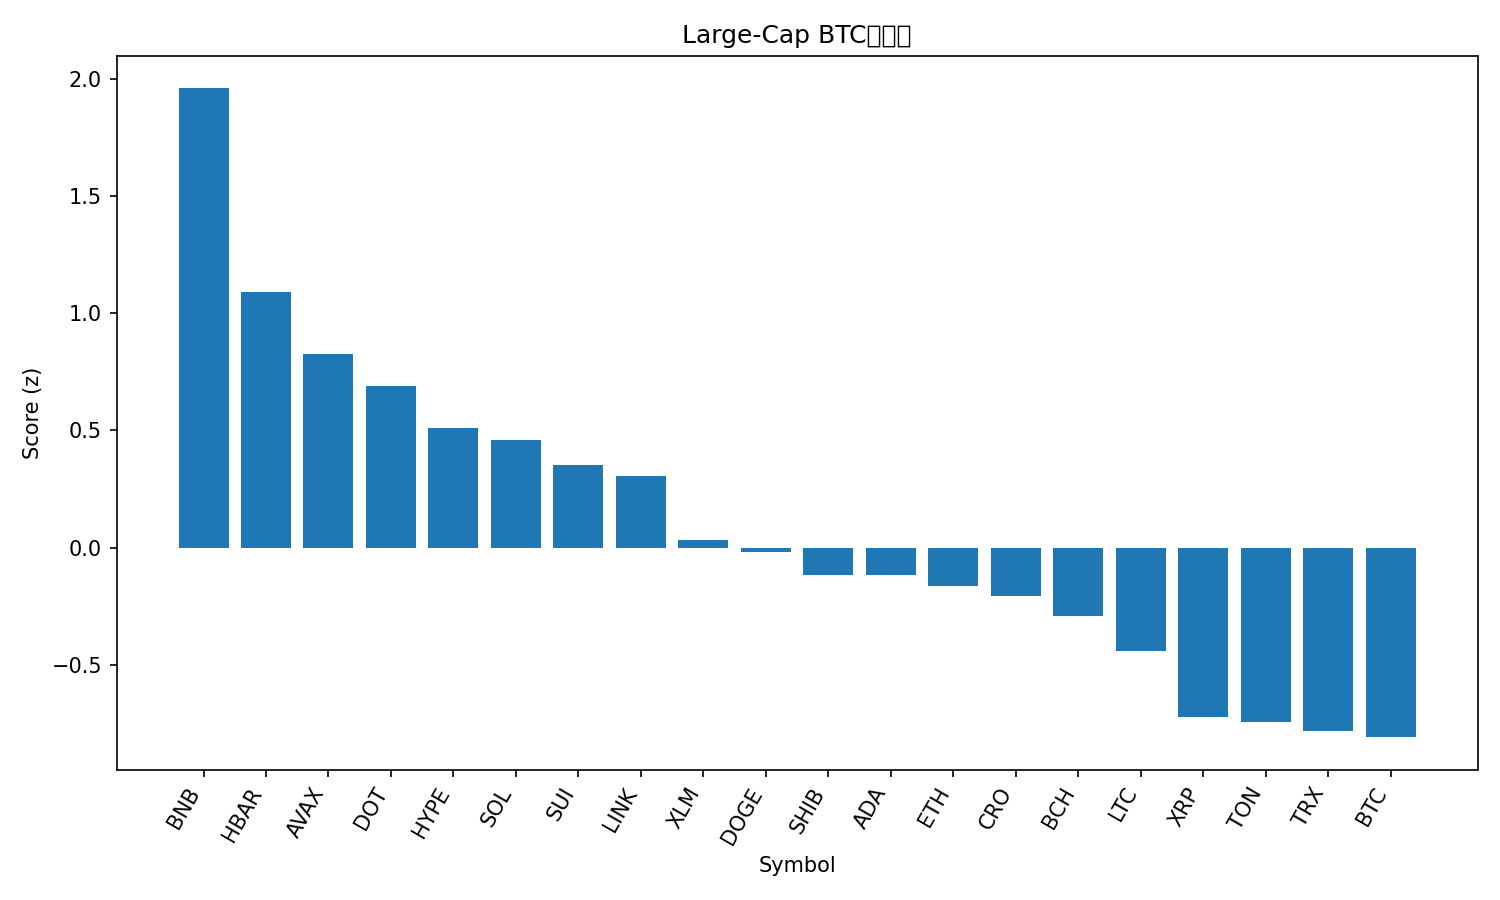 Large-Cap BTC
Score (z)
2.0
1.5
1.0
0.5
0.0
−0.5
BNB
HBAR
AVAX
DOT
HYPE
SOL
SUI
LINK
XLM
DOGE
SHIB
ADA
ETH
CRO
BCH
LTC
XRP
TON
TRX
BTC
Symbol